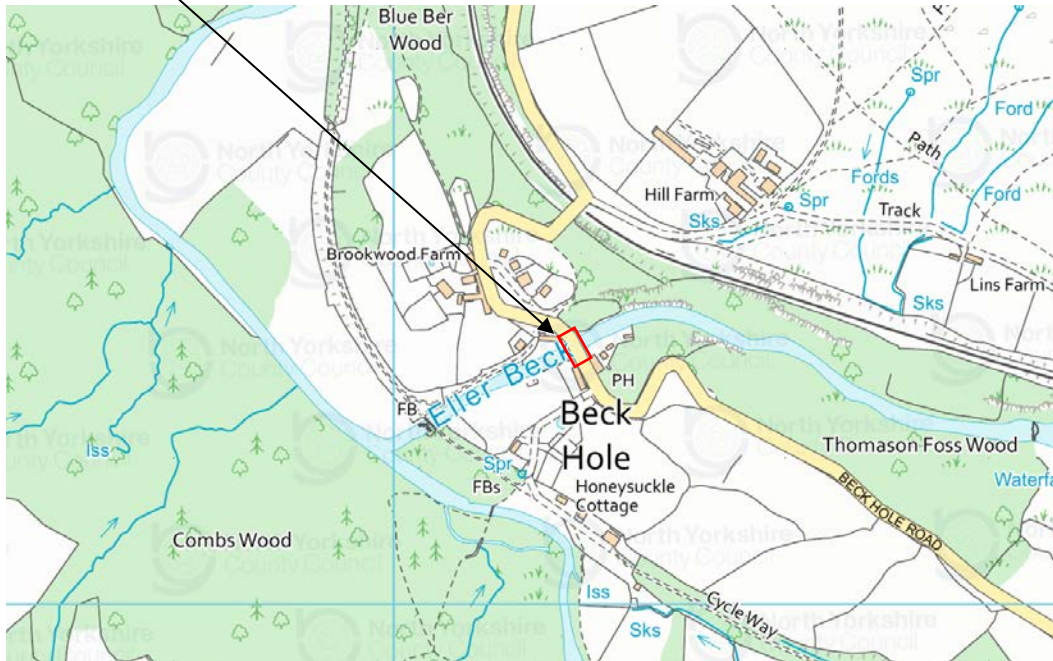 Blue Ber
Wood
Spr
Ford
Path
Hill Farm
Fords
Ford
Spr
Sks
Track
Brookwood Farm
Sks
Lins Farm
Eller Beck
PH
FB
Beck
Hole
Thomason Foss Wood
Iss
Spr
FBs
Honeysuckle
Cottage
BECK HOLE ROAD
Combs Wood
Iss
Cycle Way
Sks
North Yorkshire
County Council